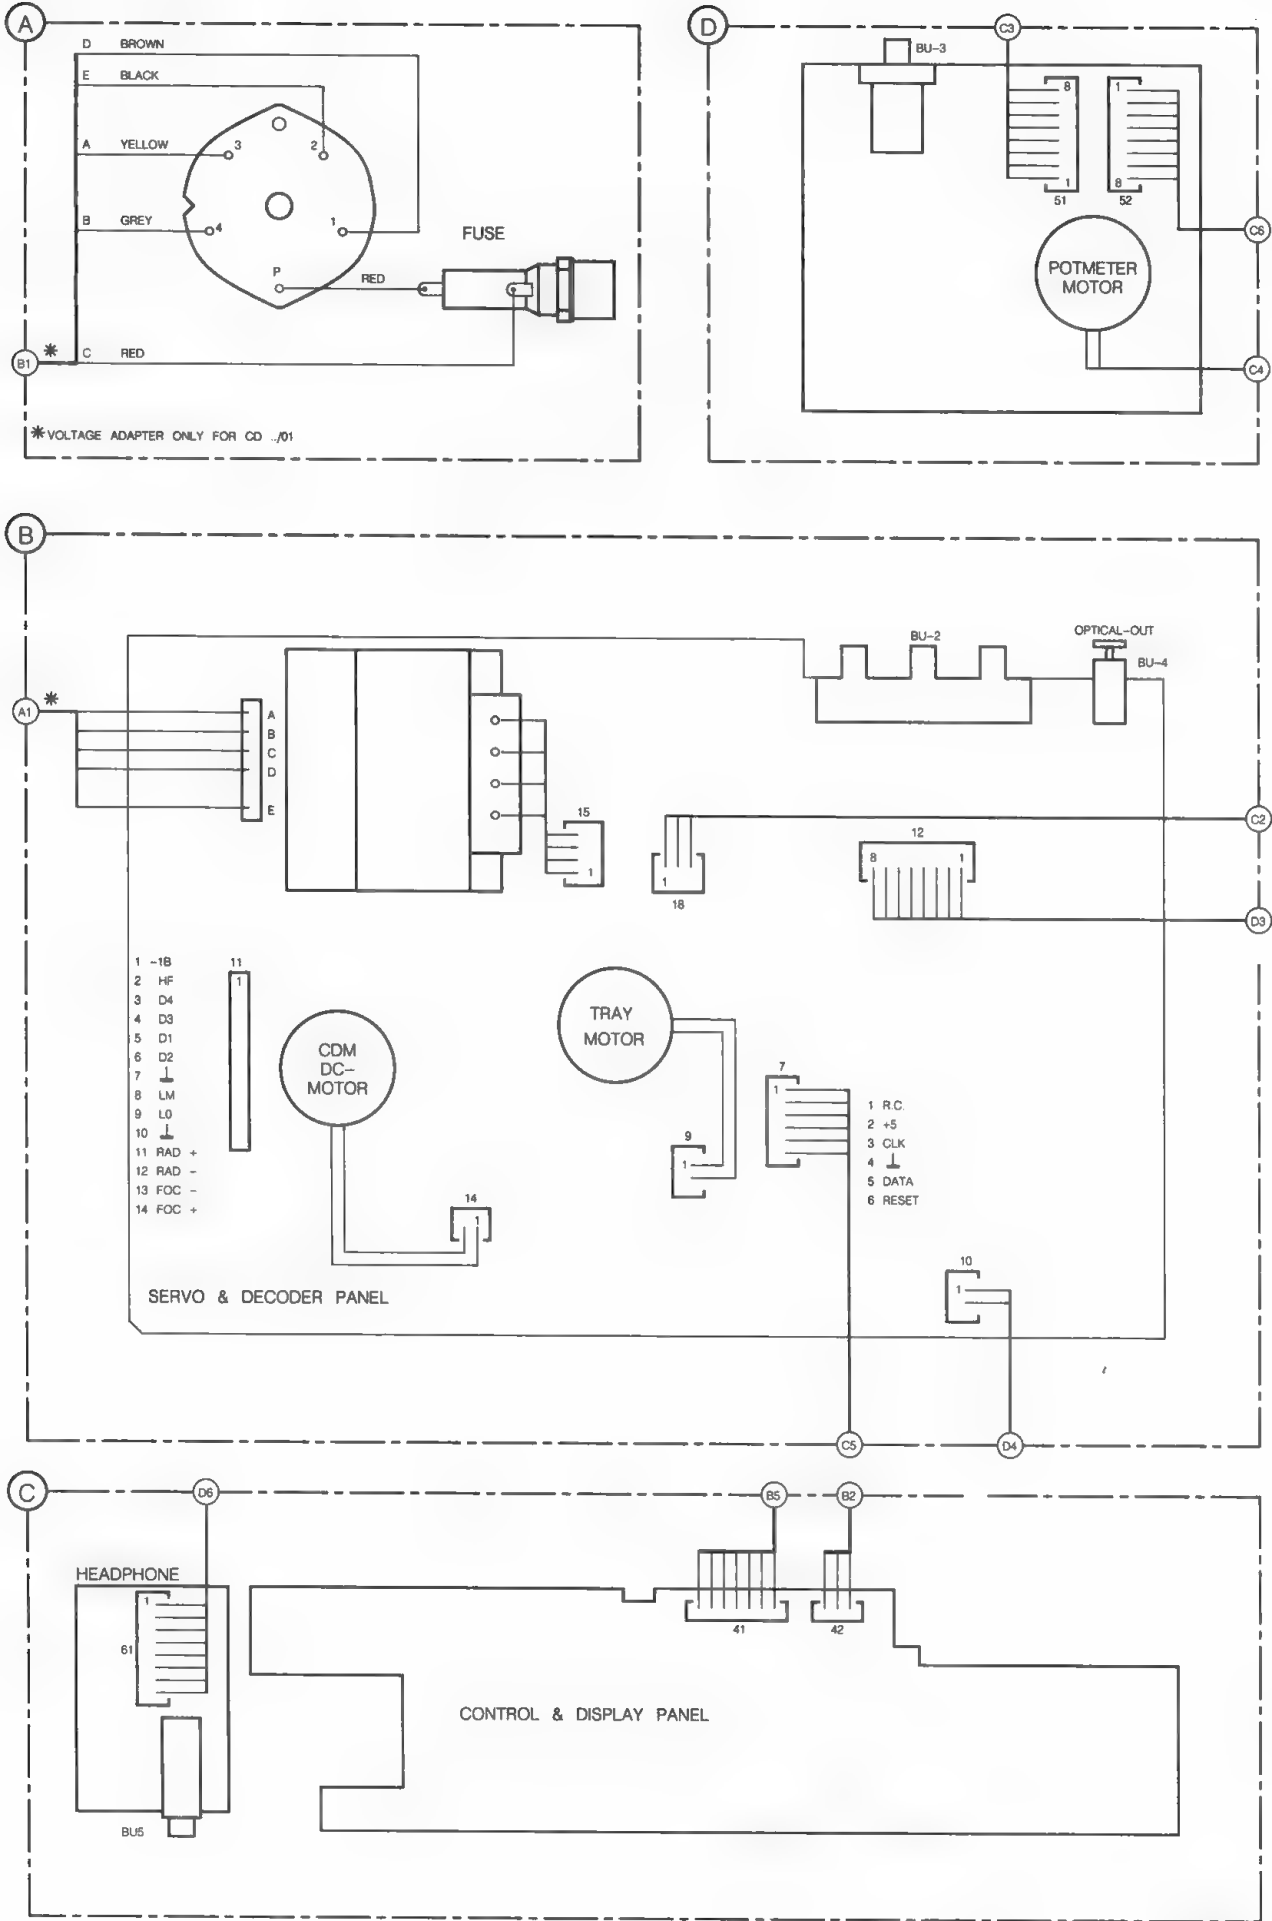 A
D BROWN
E BLACK
A YELLOW
3
2
B GREY
4
1
P
RED
FUSE
B1
*
C RED
* VOLTAGE ADAPTER ONLY FOR CD ../01
D
C3
BU-3
8
1
1
8
51
52
C6
POTMETER
MOTOR
C4
B
A1
*
A
B
C
D
E
15
1
BU-2
OPTICAL-OUT
BU-4
C2
1
18
12
8 1
D3
1 -1B
2 HF
3 D4
4 D3
5 D1
6 D2
7 ⊥
8 LM
9 LO
10 ⊥
11 RAD +
12 RAD -
13 FOC -
14 FOC +
11
1
CDM
DC-
MOTOR
TRAY
MOTOR
14
1
9
1
7
1
1 R.C.
2 +5
3 CLK
4 ⊥
5 DATA
6 RESET
10
1
SERVO & DECODER PANEL
C5
D4
C
D6
B5
B2
HEADPHONE
1
61
BU5
41
42
CONTROL & DISPLAY PANEL